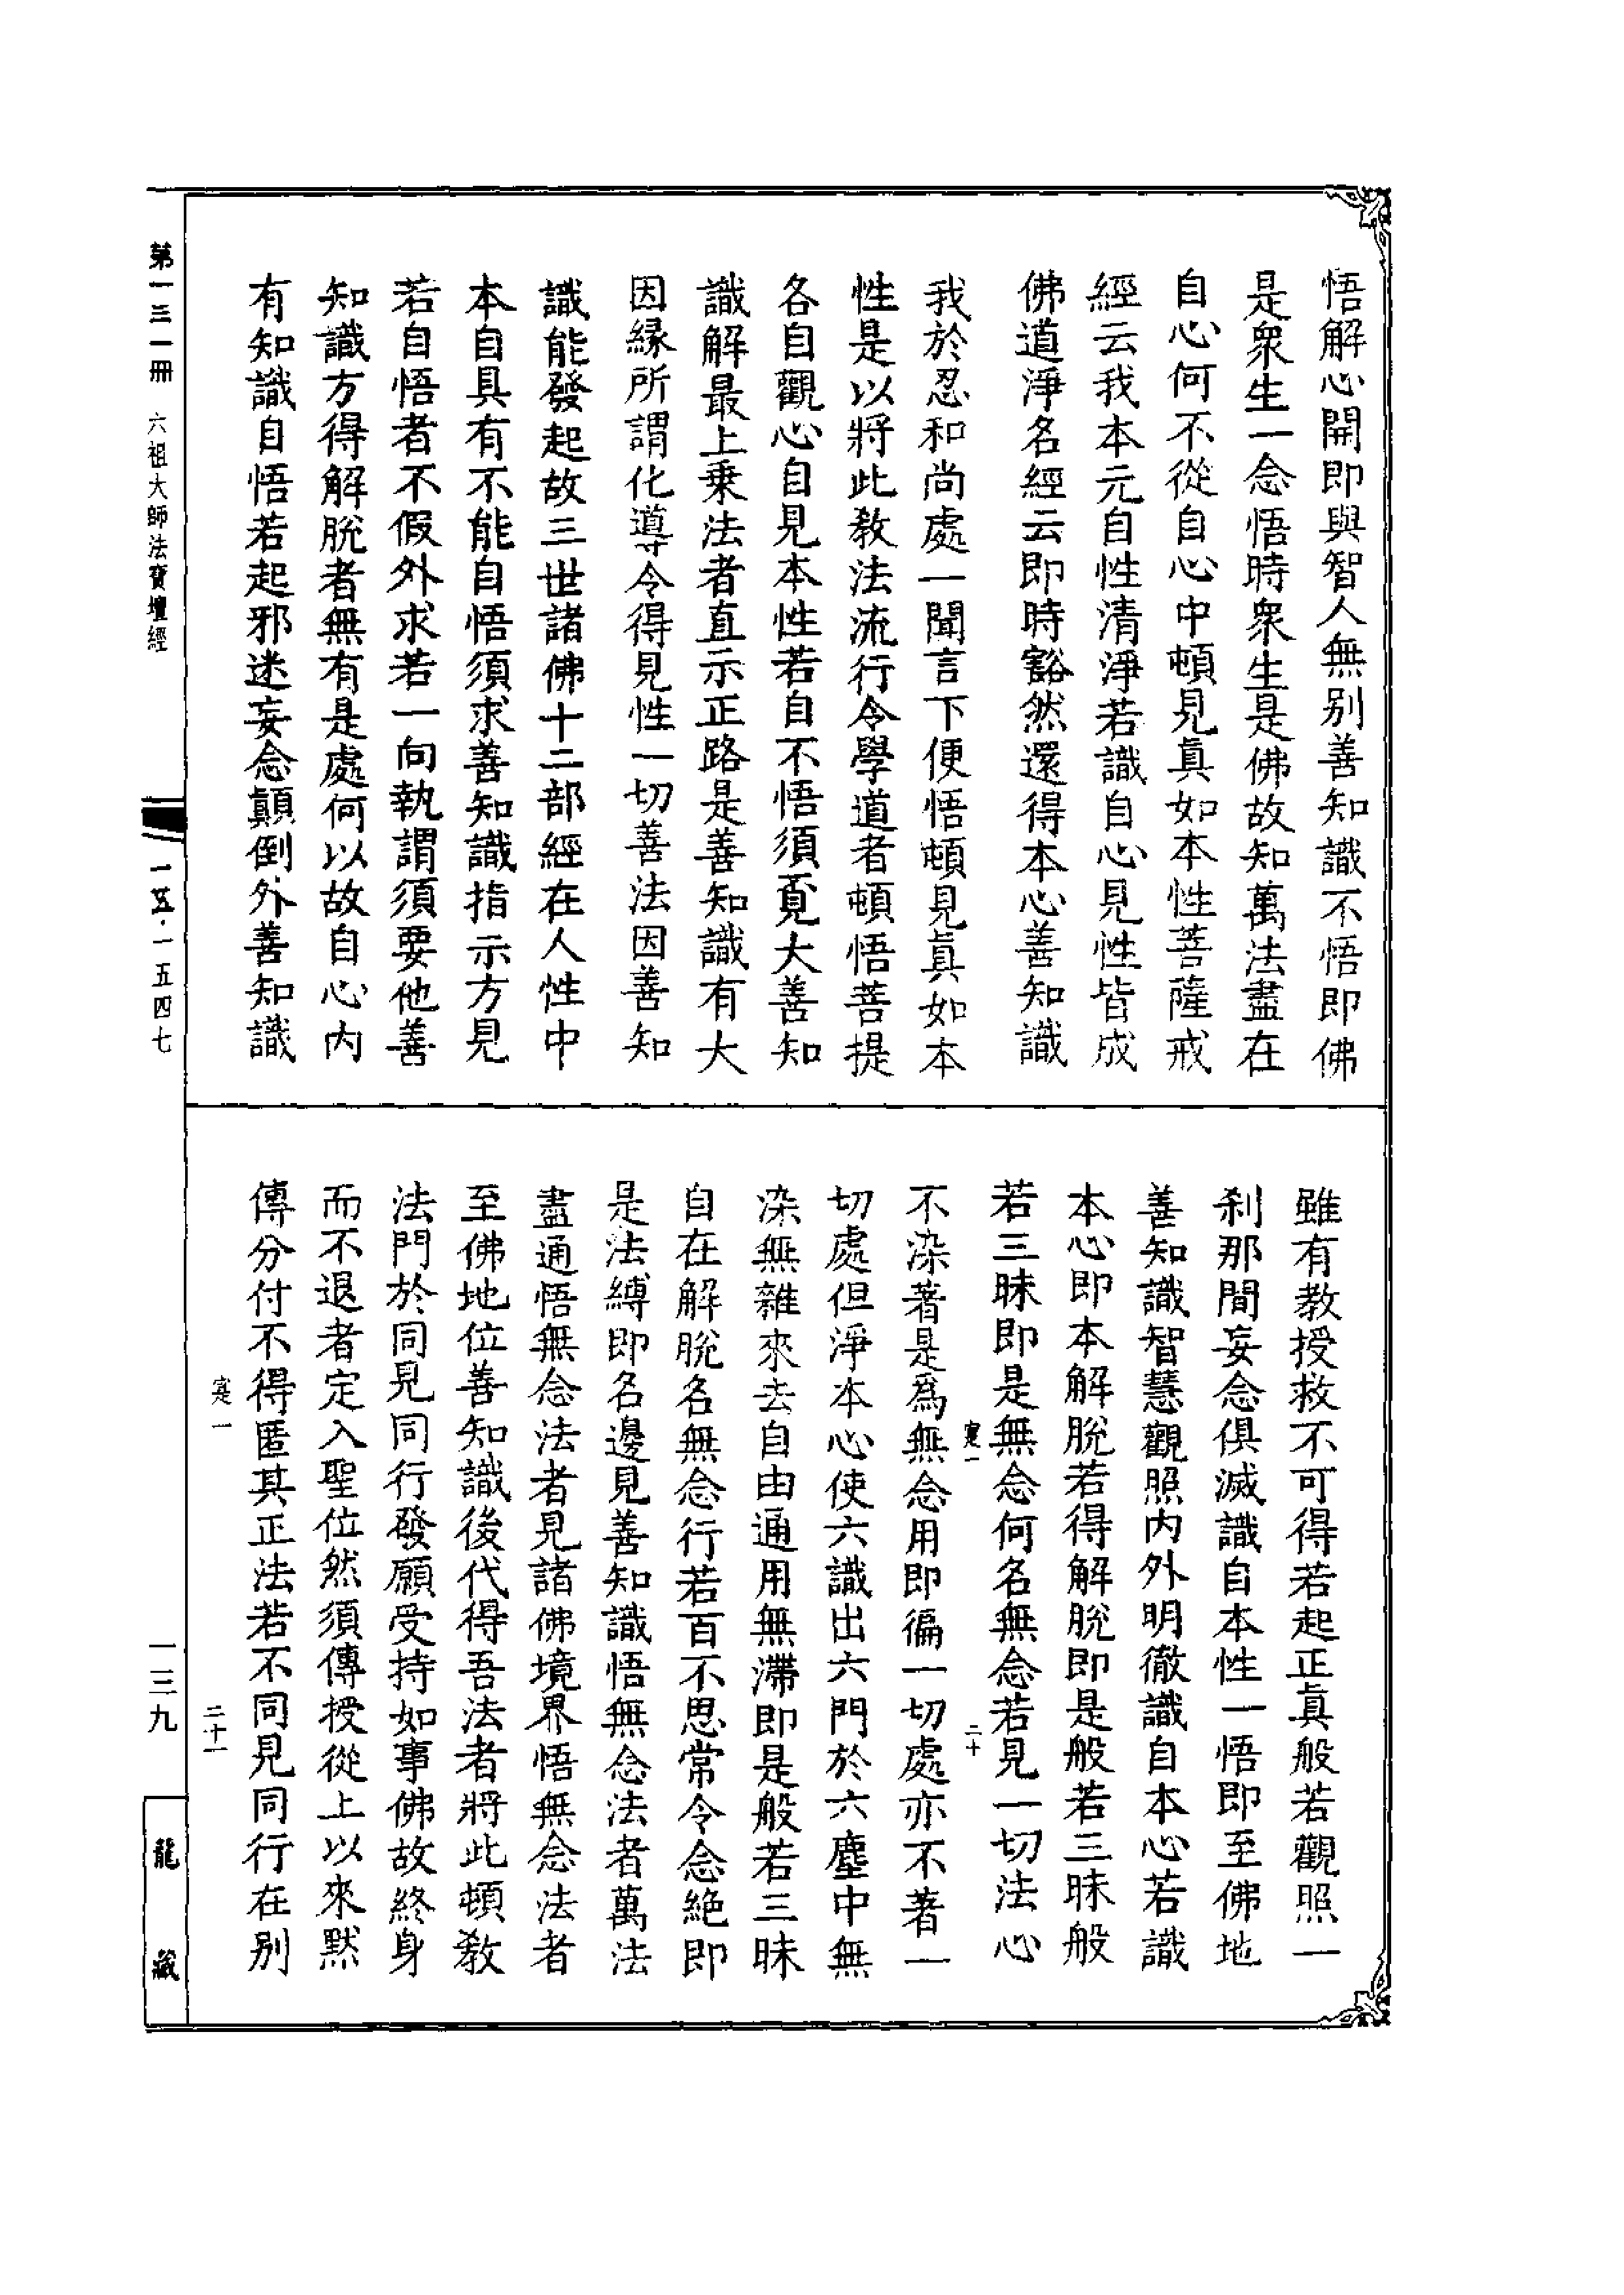 悟解心開即與智人無别善知識不悟即佛
是衆生一念悟時衆生是佛故知萬法盡在
自心何不從自心中頓見真如本性菩薩戒
經云我本元自性清淨若識自心見性皆成
佛道淨名經云即時豁然還得本心善知識
我於忍和尚處一聞言下便悟頓見真如本
性是以將此教法流行令學道者頓悟菩提
各自觀心自見本性若自不悟須覓大善知
識解最上乗法者直示正路是善知識有大
因緣所謂化導令得見性一切善法因善知
識能發起故三世諸佛十二部經在人性中
本自具有不能自悟須求善知識指示方見
若自悟者不假外求若一向執謂須要他善
知識方得解脫者無有是處何以故自心内
有知識自悟若起邪迷妄念顛倒外善知識
雖有教授救不可得若起正真般若觀照一
刹那間妄念俱滅識自本性一悟即至佛地
善知識智慧觀照内外明徹識自本心若識
本心即本解脫若得解脫即是般若三昧般
若三昧即是無念何名無念若見一切法心
寔一 二十
不染著是爲無念用即徧一切處亦不著一
切處但淨本心使六識出六門於六塵中無
染無雜來去自由通用無滯即是般若三昧
自在解脫名無念行若百不思常令念絕即
是法縛即名邊見善知識悟無念法者萬法
盡通悟無念法者見諸佛境界悟無念法者
至佛地位善知識後代得吾法者將此頓教
法門於同見同行發願受持如事佛故終身
而不退者定入聖位然須傳授從上以來黙
傳分付不得匿其正法若不同見同行在别
寔一 二十一
第一三一冊 六祖大師法寶壇經 一五·一五四七 一三九 龍藏